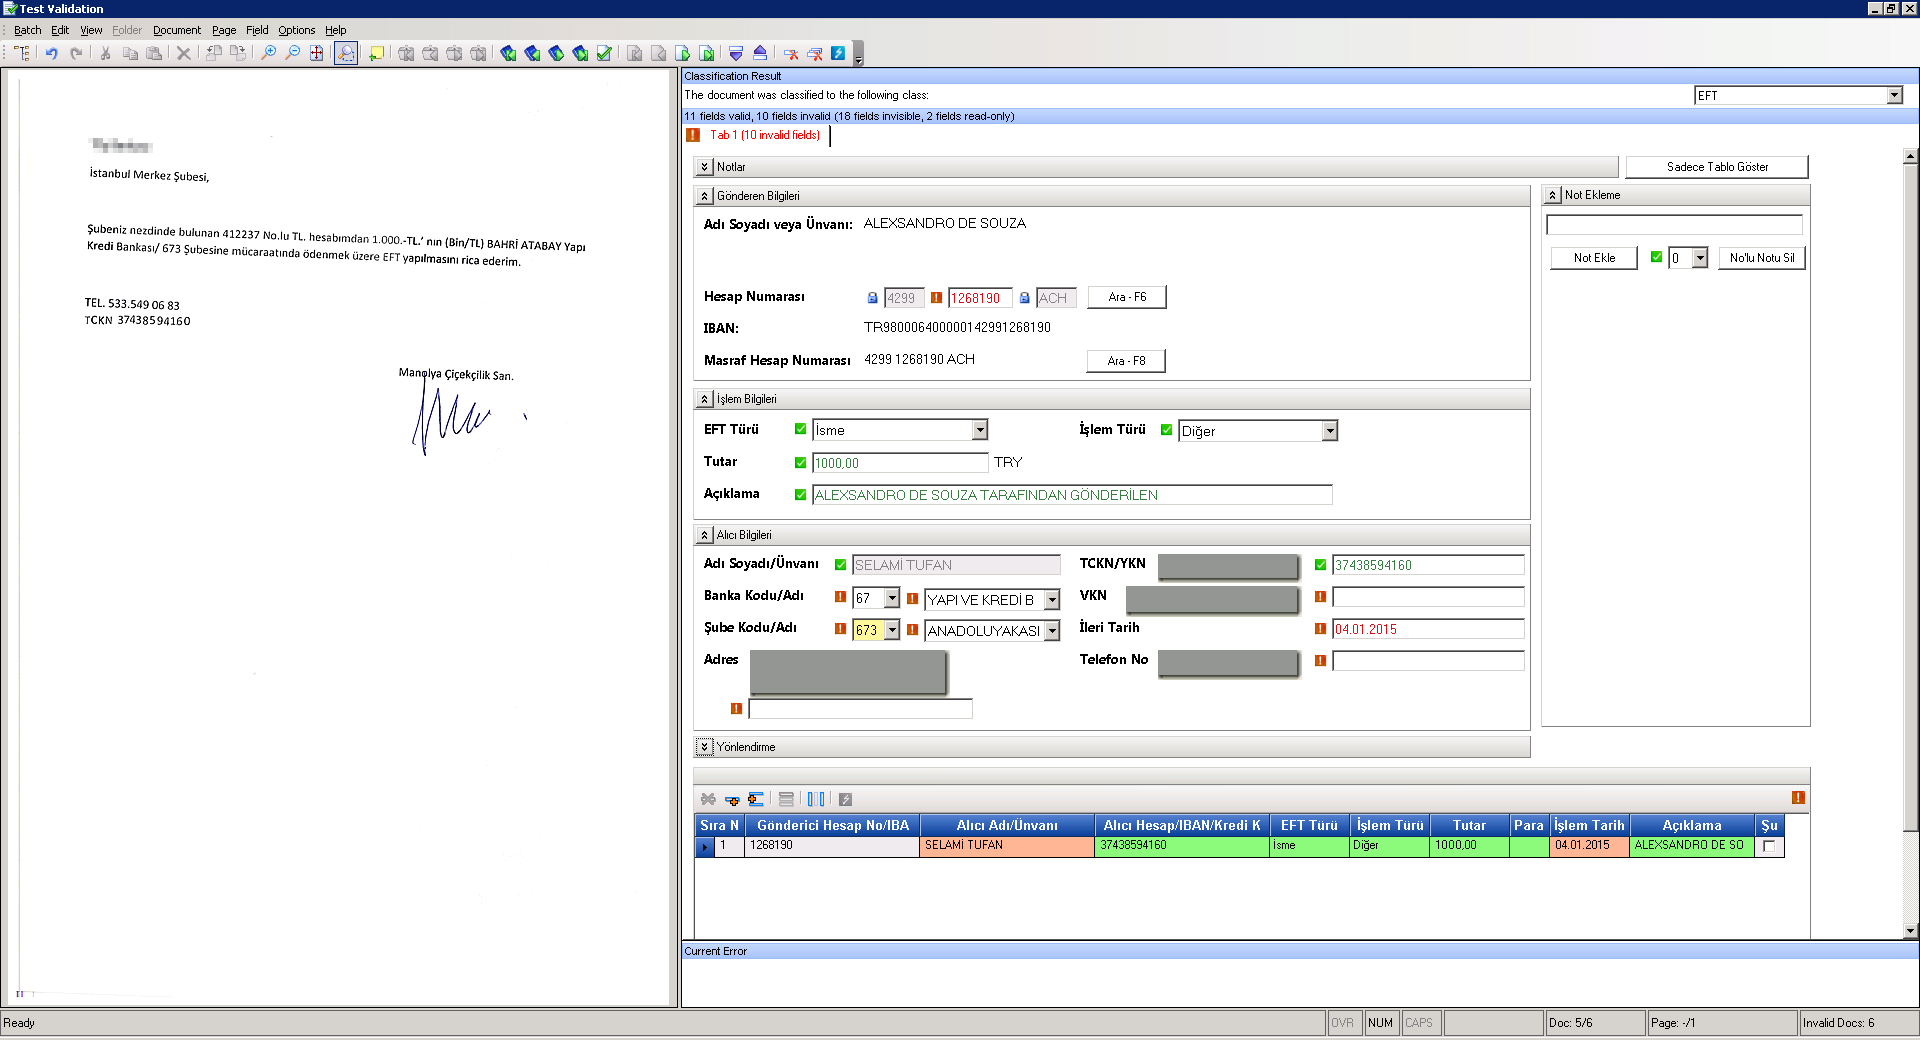 Test Validation
Batch Edit View Folder Document Page Field Options Help
İstanbul Merkez Şubesi,
Şubeniz nezdinde bulunan 412237 No.lu TL. hesabımdan 1.000.-TL.' nın (Bin/TL) BAHRİ ATABAY Yapı
Kredi Bankası/ 673 Şubesine mücaraatında ödenmek üzere EFT yapılmasını rica ederim.
TEL. 533.549 06 83
TCKN 37438594160
Manolya Çiçekçilik San.
Classification Result
The document was classified to the following class:
EFT
11 fields valid, 10 fields invalid (18 fields invisible, 2 fields read-only)
Tab 1 (10 invalid fields)
Notlar
Sadece Tablo Göster
Gönderen Bilgileri
Adı Soyadı veya Ünvanı: ALEXSANDRO DE SOUZA
Hesap Numarası 4299 1268190 ACH Ara - F6
IBAN: TR980006400000142991268190
Masraf Hesap Numarası 4299 1268190 ACH Ara - F8
Not Ekleme
Not Ekle 0 No'lu Notu Sil
İşlem Bilgileri
EFT Türü İsme İşlem Türü Diğer
Tutar 1000,00 TRY
Açıklama ALEXSANDRO DE SOUZA TARAFINDAN GÖNDERİLEN
Alıcı Bilgileri
Adı Soyadı/Ünvanı SELAMİ TUFAN TCKN/YKN 37438594160
Banka Kodu/Adı 67 YAPI VE KREDİ B VKN
Şube Kodu/Adı 673 ANADOLUYAKASI İleri Tarih 04.01.2015
Adres Telefon No
Yönlendirme
Sıra N Gönderici Hesap No/IBA Alıcı Adı/Ünvanı Alıcı Hesap/IBAN/Kredi K EFT Türü İşlem Türü Tutar Para İşlem Tarih Açıklama Şu
1 1268190 SELAMİ TUFAN 37438594160 İsme Diğer 1000,00 04.01.2015 ALEXSANDRO DE SO
Current Error
Ready OVR NUM CAPS Doc: 5/6 Page: -/1 Invalid Docs: 6